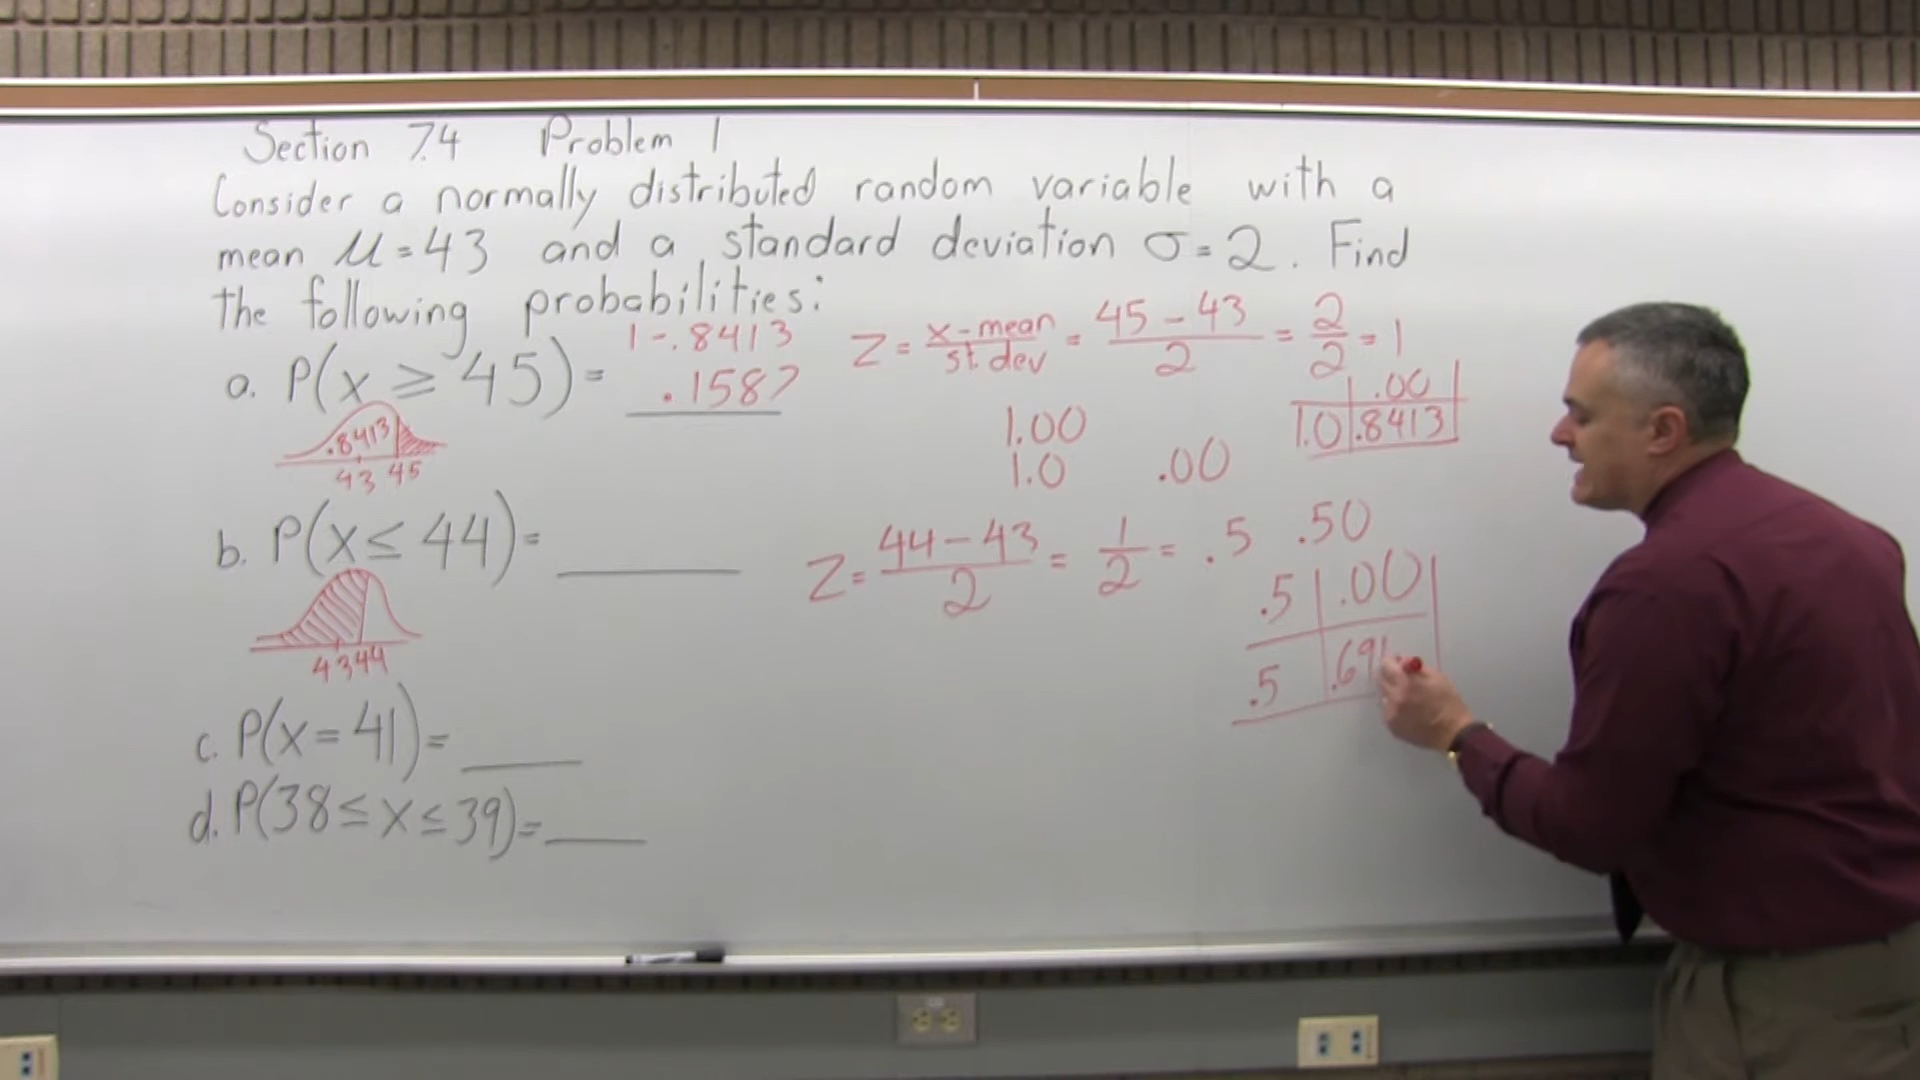 Section 7.4 Problem 1
Consider a normally distributed random variable with a
mean μ=43 and a standard deviation σ=2. Find
the following probabilities:
1-.8413
a. P(x ≥ 45)= .1587
Z = x-mean / st. dev = 45-43 / 2 = 2/2 = 1
.00
1.0 .8413
.8413
43 45
1.00
1.0 .00
b. P(x ≤ 44)=
Z = 44-43 / 2 = 1/2 = .5 .50
.5 .00
.5
43 44
c. P(x=41)=
d. P(38 ≤ x ≤ 39)=